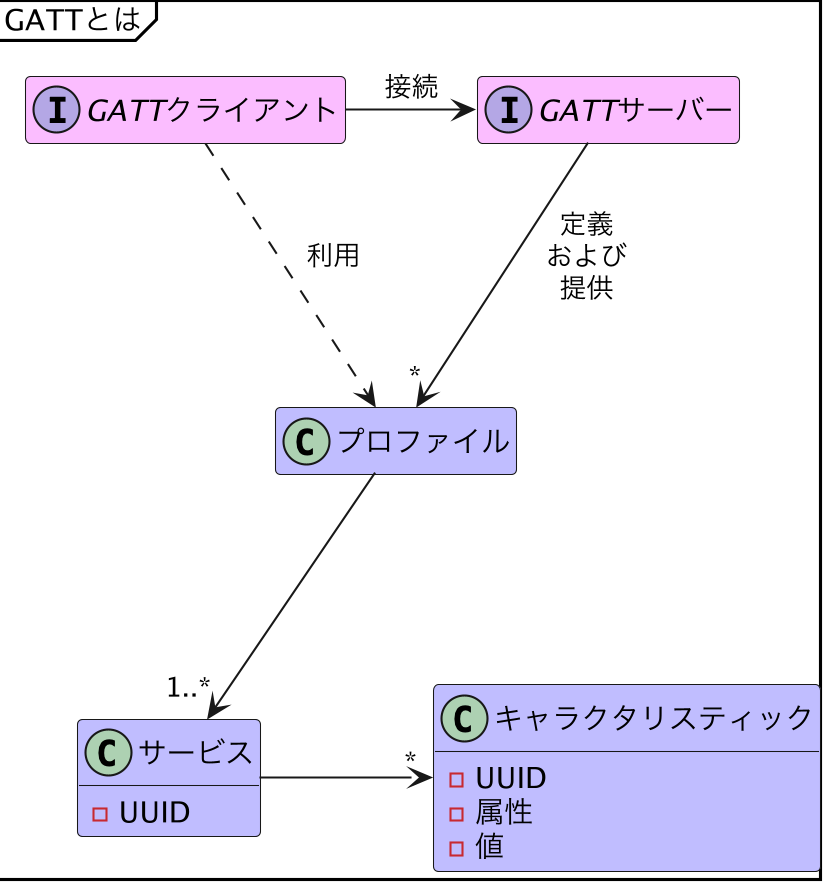 GATTとは
I GATTクライアント
接続
I GATTサーバー
利用
定義
および
提供
*
C プロファイル
1..*
C サービス
UUID
*
C キャラクタリスティック
UUID
属性
値